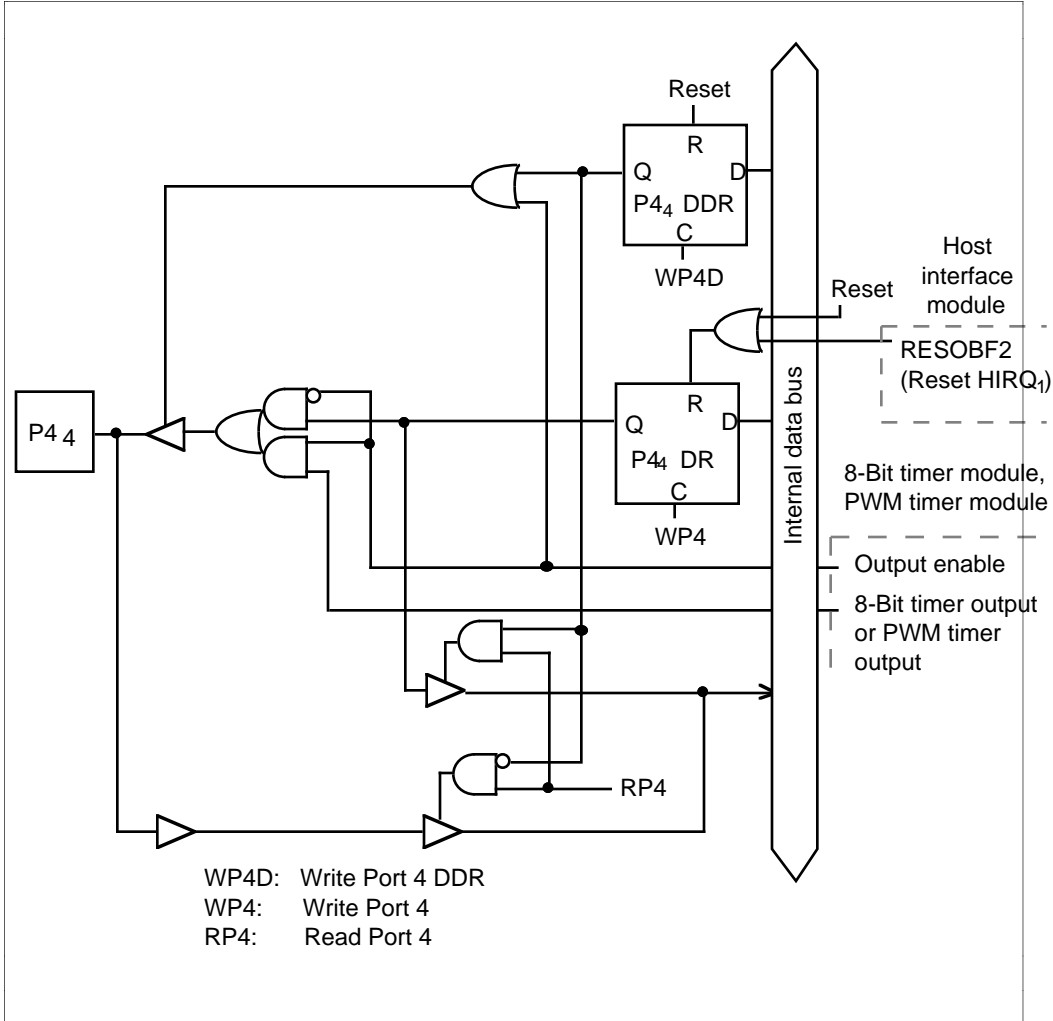 Reset
R
Q
D
P4₄ DDR
C
WP4D
Host
interface
module
Reset
RESOBF2
(Reset HIRQ₁)
R
Q
D
P4₄ DR
C
WP4
P4 ₄
Internal data bus
8-Bit timer module,
PWM timer module
Output enable
8-Bit timer output
or PWM timer
output
RP4
WP4D: Write Port 4 DDR
WP4: Write Port 4
RP4: Read Port 4